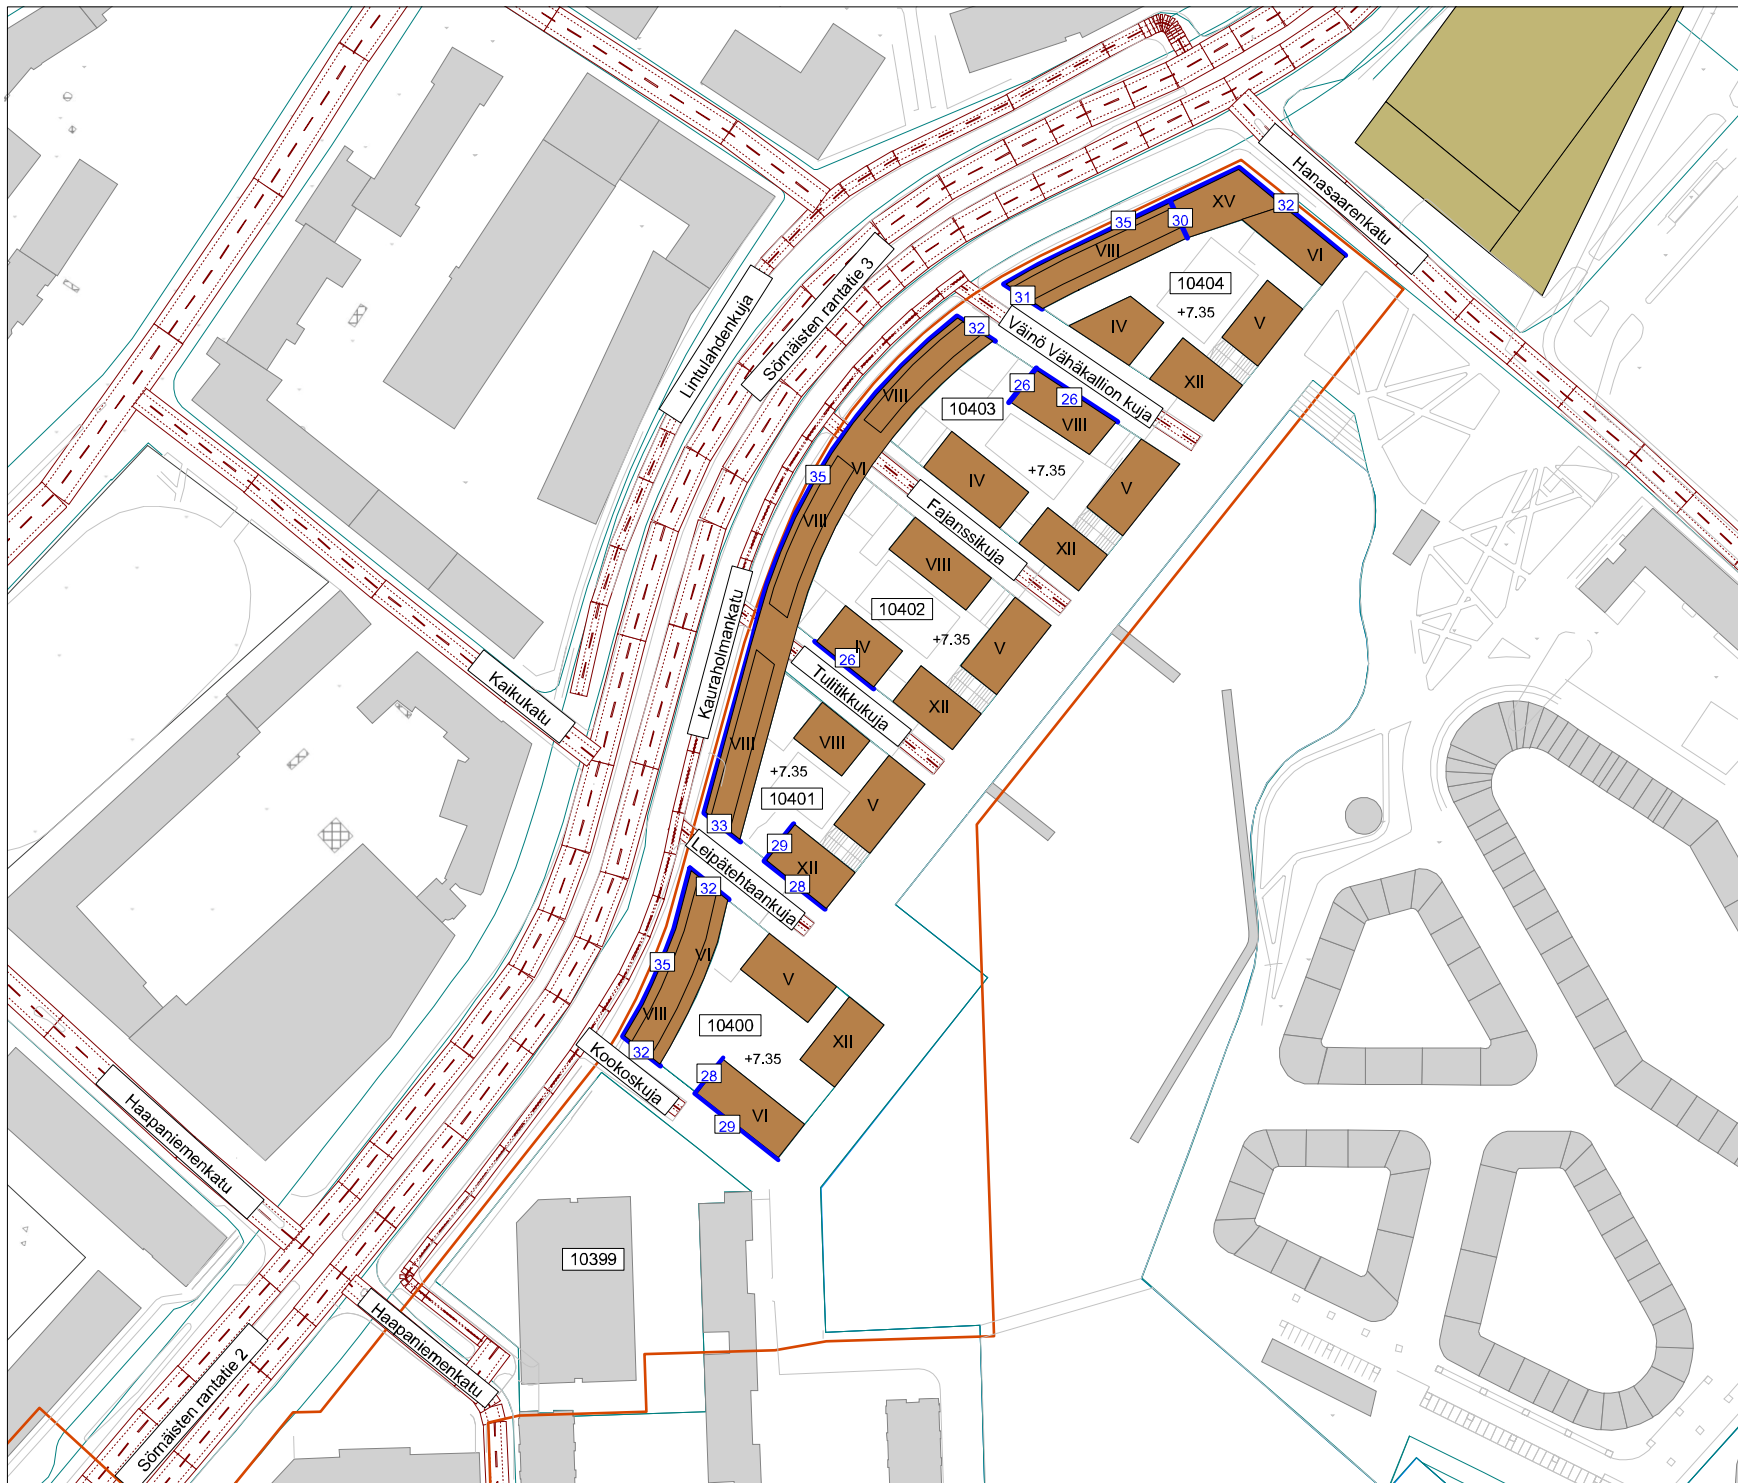 Hanasaarenkatu
XV
32
35
30
VIII
VI
10404
31
+7.35
IV
V
Väinö Vähäkallion kuja
XII
Sörnäisten rantatie 3
Lintulahdenkuja
32
26
26
VIII
10403
VIII
VI
+7.35
35
IV
V
VIII
Fajanssikuja
XII
VIII
10402
+7.35
IV
V
26
Kauraholmankatu
Tulitikkukuja
XII
Kaikukatu
VIII
VIII
+7.35
10401
V
33
29
XII
Leipätehtaankuja
28
32
VI
35
V
VIII
10400
XII
32
+7.35
Kookoskuja
28
VI
29
Haapaniemenkatu
10399
Haapaniemenkatu
Sörnäisten rantatie 2